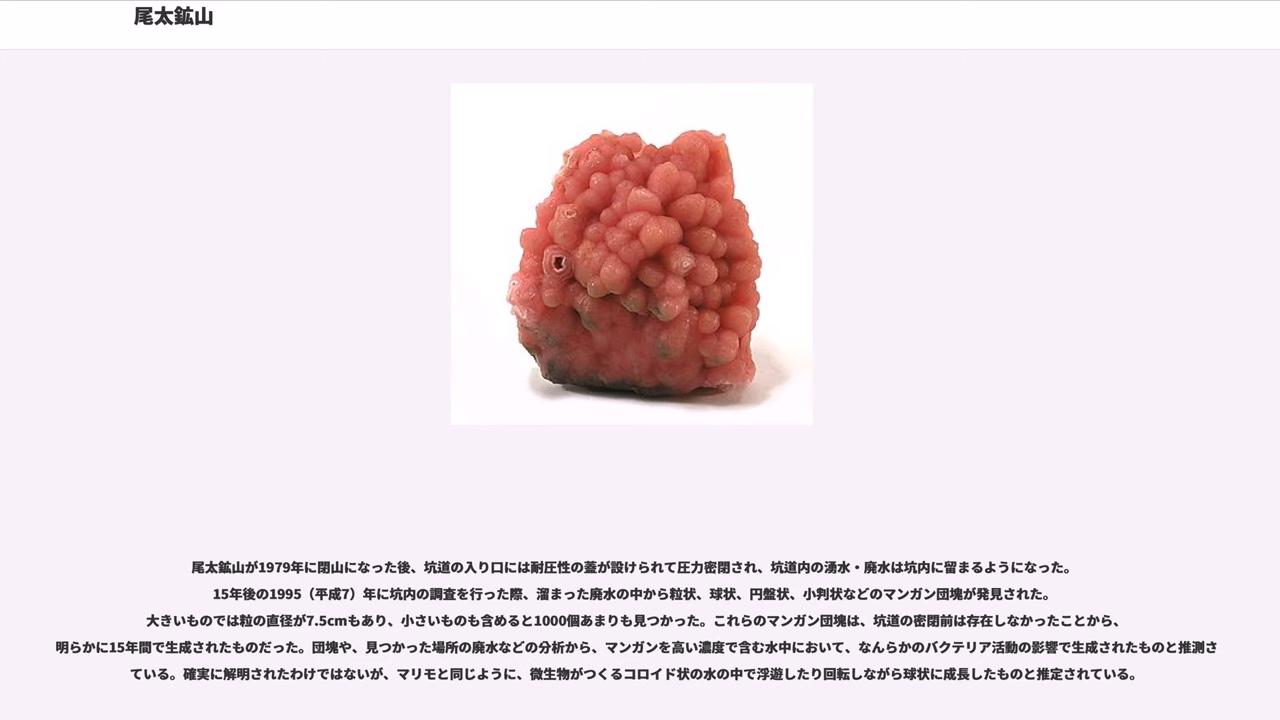 尾太鉱山
尾太鉱山が1979年に閉山になった後、坑道の入り口には耐圧性の蓋が設けられて圧力密閉され、坑道内の湧水・廃水は坑内に留まるようになった。
15年後の1995（平成7）年に坑内の調査を行った際、溜まった廃水の中から粒状、球状、円盤状、小判状などのマンガン団塊が発見された。
大きいものでは粒の直径が7.5cmもあり、小さいものも含めると1000個あまりも見つかった。これらのマンガン団塊は、坑道の密閉前は存在しなかったことから、
明らかに15年間で生成されたものだった。団塊や、見つかった場所の廃水などの分析から、マンガンを高い濃度で含む水中において、なんらかのバクテリア活動の影響で生成されたものと推測さ
ている。確実に解明されたわけではないが、マリモと同じように、微生物がつくるコロイド状の水の中で浮遊したり回転しながら球状に成長したものと推定されている。